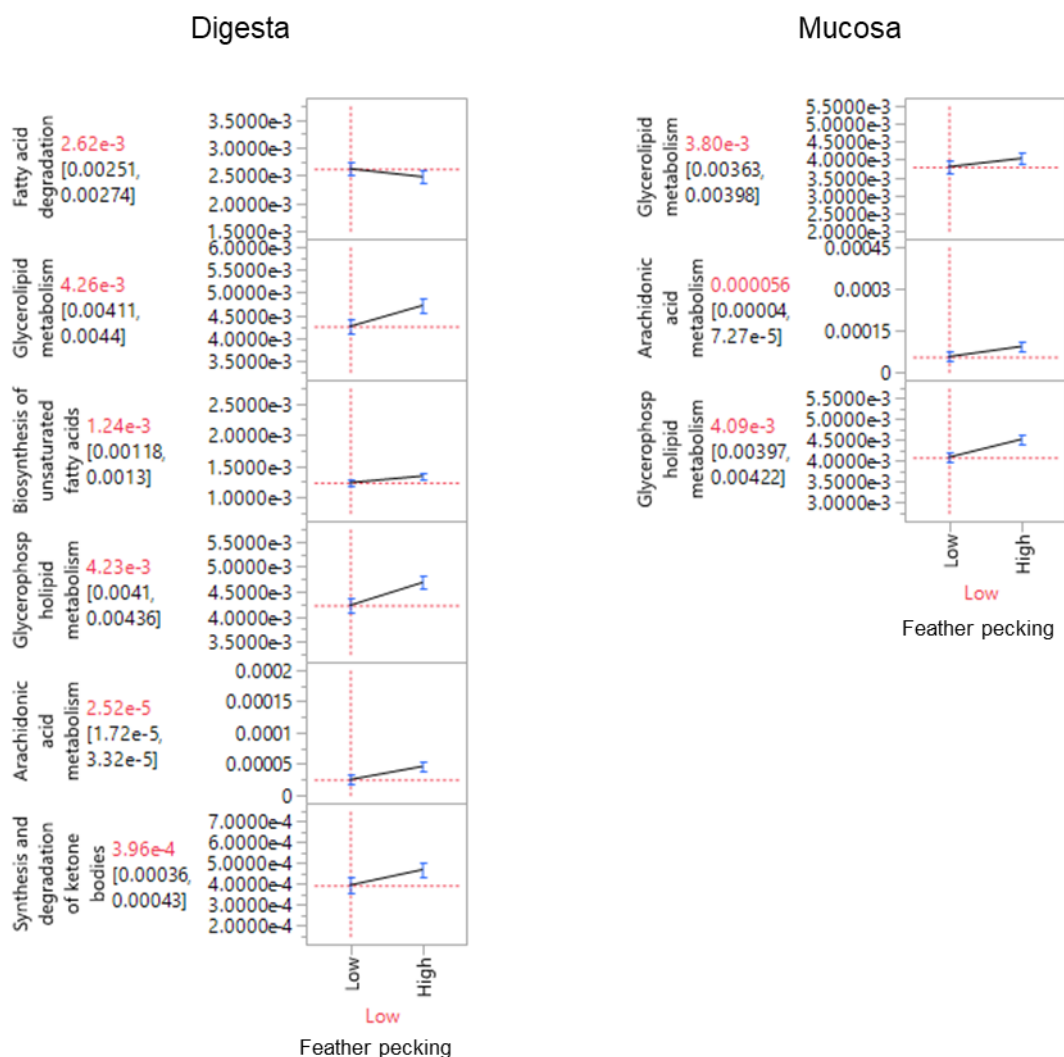 Digesta
Fatty acid
degradation
2.62e-3
[0.00251,
0.00274]
3.5000e-3
3.0000e-3
2.5000e-3
2.0000e-3
1.5000e-3
Glycerolipid
metabolism
4.26e-3
[0.00411,
0.0044]
6.0000e-3
5.5000e-3
5.0000e-3
4.5000e-3
4.0000e-3
3.5000e-3
Biosynthesis of
unsaturated
fatty acids
1.24e-3
[0.00118,
0.0013]
2.5000e-3
2.0000e-3
1.5000e-3
1.0000e-3
Glycerophosp
holipid
metabolism
4.23e-3
[0.0041,
0.00436]
5.5000e-3
5.0000e-3
4.5000e-3
4.0000e-3
3.5000e-3
Arachidonic
acid
metabolism
2.52e-5
[1.72e-5,
3.32e-5]
0.0002
0.00015
0.0001
0.00005
0
Synthesis and
degradation
of ketone
bodies
3.96e-4
[0.00036,
0.00043]
7.0000e-4
6.0000e-4
5.0000e-4
4.0000e-4
3.0000e-4
2.0000e-4
Low
High
Low
Feather pecking
Mucosa
Glycerolipid
metabolism
3.80e-3
[0.00363,
0.00398]
5.5000e-3
5.0000e-3
4.5000e-3
4.0000e-3
3.5000e-3
3.0000e-3
2.5000e-3
2.0000e-3
Arachidonic
acid
metabolism
0.000056
[0.00004,
7.27e-5]
0.00045
0.0003
0.00015
0
Glycerophosp
holipid
metabolism
4.09e-3
[0.00397,
0.00422]
5.5000e-3
5.0000e-3
4.5000e-3
4.0000e-3
3.5000e-3
3.0000e-3
Low
High
Low
Feather pecking